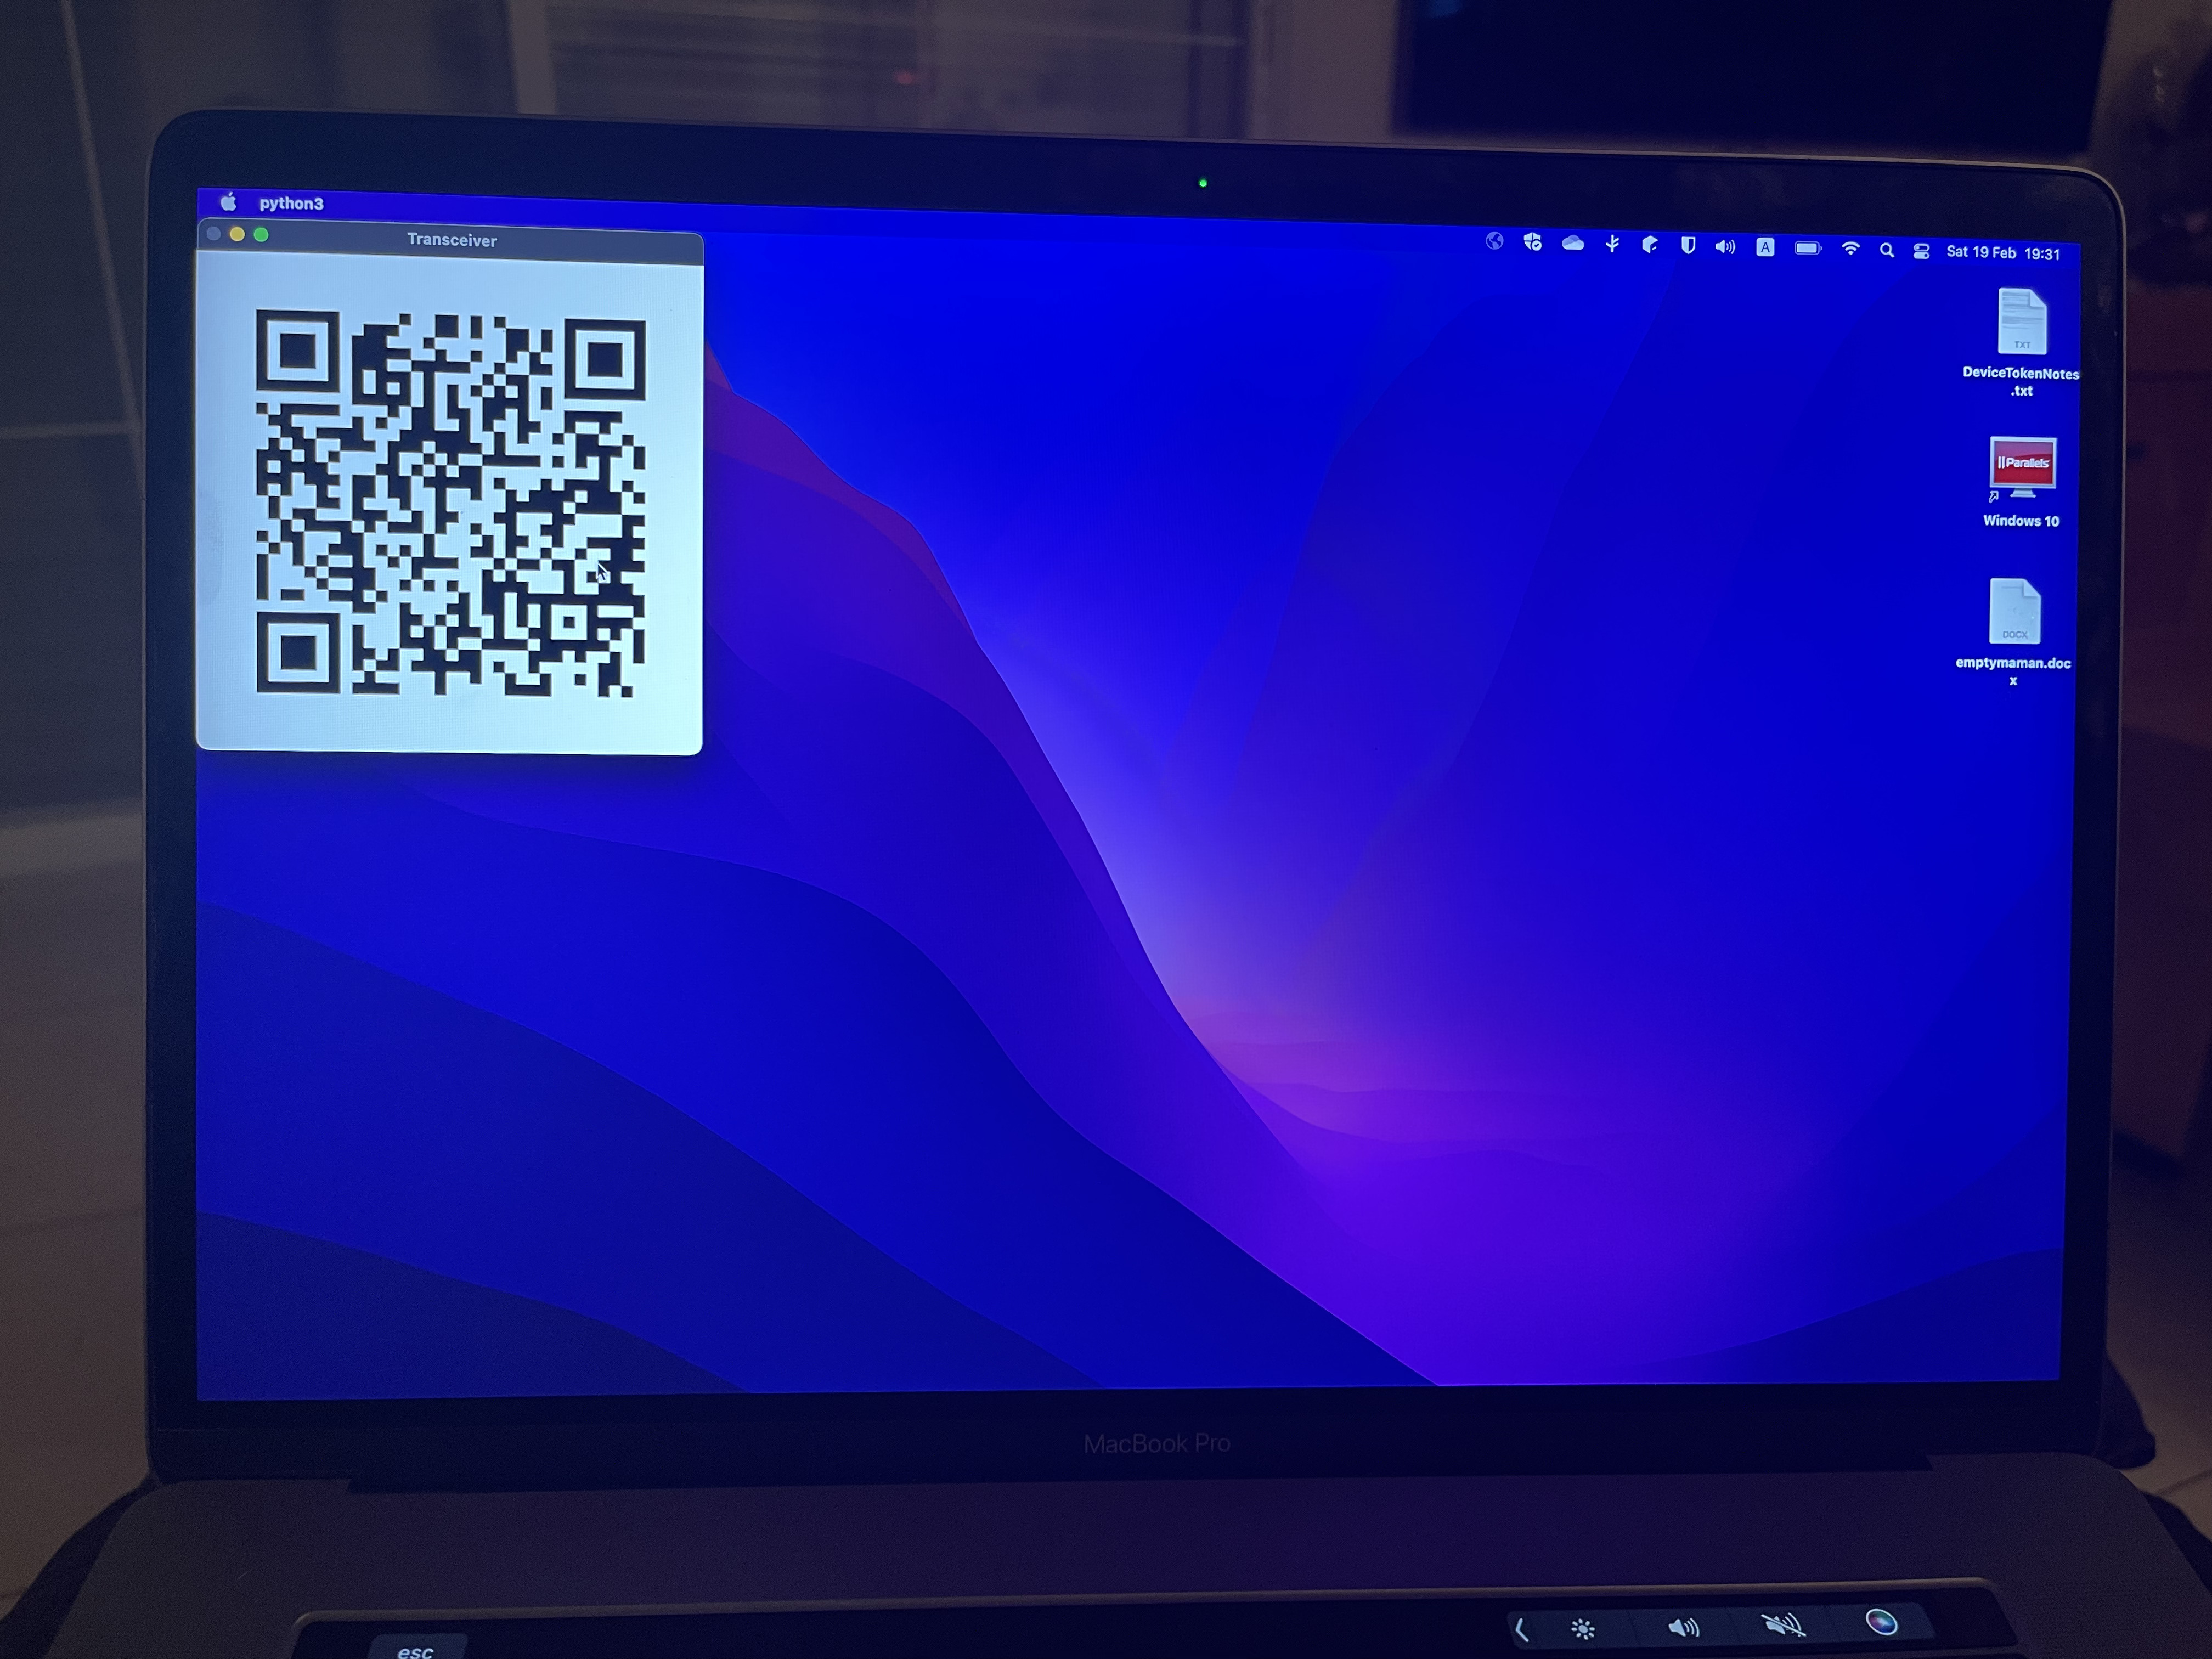 python3
Transceiver
A
Sat 19 Feb 19:31
TXT
DeviceTokenNotes
.txt
|| Parallels
Windows 10
DOCX
emptymaman.doc
x
MacBook Pro
esc